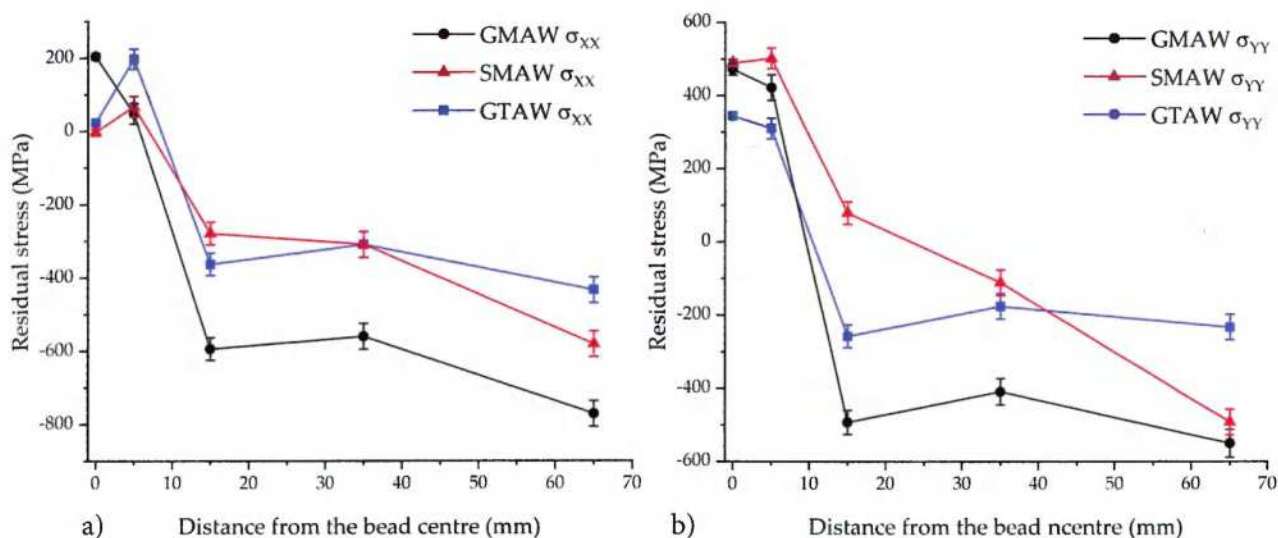 GMAW σXX
SMAW σXX
GTAW σXX
200
0
-200
-400
-600
-800
Residual stress (MPa)
0 10 20 30 40 50 60 70
a) Distance from the bead centre (mm)
GMAW σYY
SMAW σYY
GTAW σYY
600
400
200
0
-200
-400
-600
Residual stress (MPa)
0 10 20 30 40 50 60 70
b) Distance from the bead ncentre (mm)